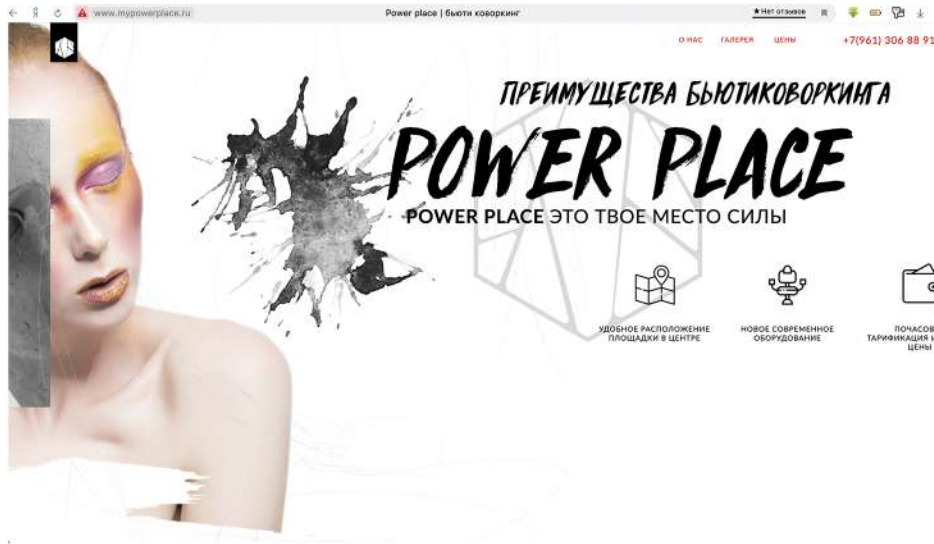 www.mypowerplace.ru
Power place | бьюти коворкинг
★ Нет отзывов
О НАС ГАЛЕРЕЯ ЦЕНЫ +7(961) 306 88 91
ПРЕИМУЩЕСТВА БЬЮТИКОВОРКИНГА
POWER PLACE
POWER PLACE ЭТО ТВОЕ МЕСТО СИЛЫ
УДОБНОЕ РАСПОЛОЖЕНИЕ
ПЛОЩАДКИ В ЦЕНТРЕ
НОВОЕ СОВРЕМЕННОЕ
ОБОРУДОВАНИЕ
ПОЧАСОВ
ТАРИФИКАЦИЯ И
ЦЕНЫ